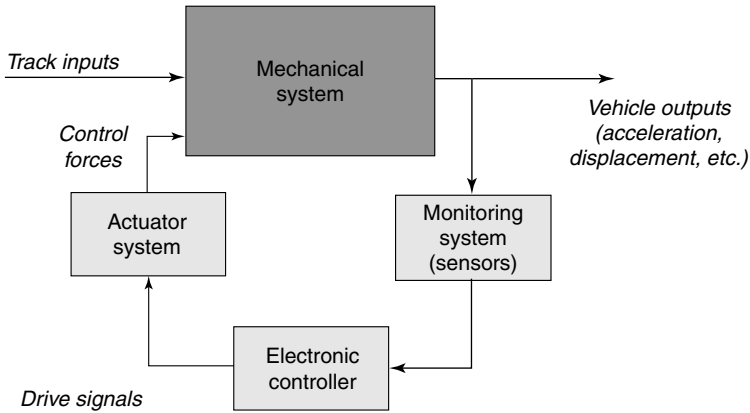 Track inputs
Mechanical
system
Vehicle outputs
(acceleration,
displacement, etc.)
Control
forces
Actuator
system
Monitoring
system
(sensors)
Electronic
controller
Drive signals